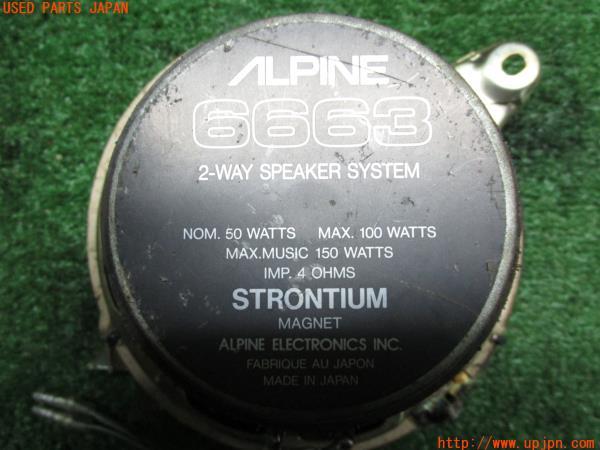 USED PARTS JAPAN
ALPINE
6663
2-WAY SPEAKER SYSTEM
NOM. 50 WATTS MAX. 100 WATTS
MAX.MUSIC 150 WATTS
IMP. 4 OHMS
STRONTIUM
MAGNET
ALPINE ELECTRONICS INC.
FABRIQUE AU JAPON
MADE IN JAPAN
http://www.upjpn.com/